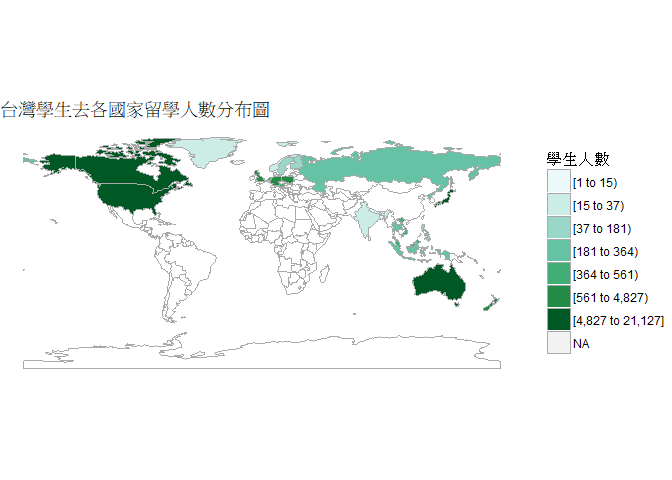 台灣學生去各國家留學人數分布圖
學生人數
[1 to 15)
[15 to 37)
[37 to 181)
[181 to 364)
[364 to 561)
[561 to 4,827)
[4,827 to 21,127]
NA